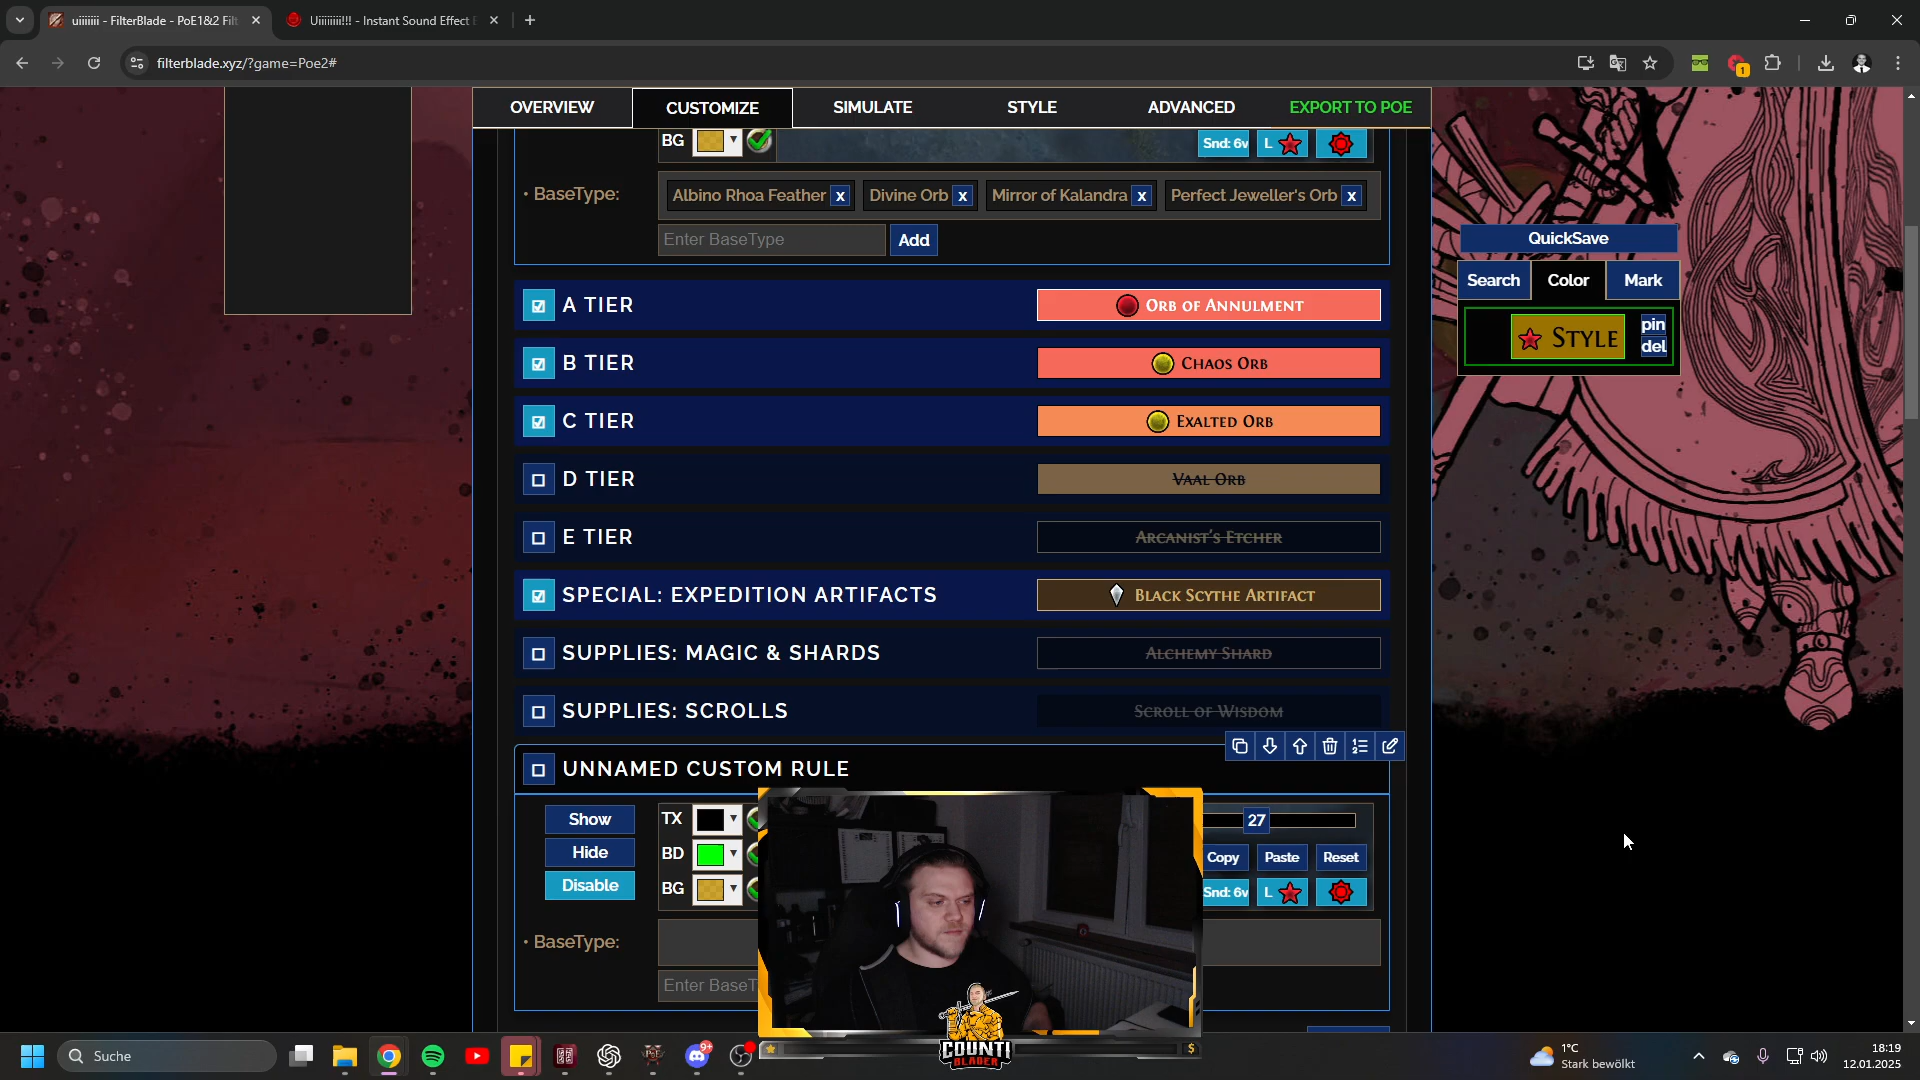 uiiiiiii - FilterBlade - PoE1&2 Fil
Uiiiiiiii!!! - Instant Sound Effect
filterblade.xyz/?game=Poe2#
1
OVERVIEW
CUSTOMIZE
SIMULATE
STYLE
ADVANCED
EXPORT TO POE
BG
Snd: 6v
L
• BaseType:
Albino Rhoa Feather x
Divine Orb x
Mirror of Kalandra x
Perfect Jeweller's Orb x
Enter BaseType
Add
QuickSave
Search
Color
Mark
Style
pin
del
A TIER
Orb of Annulment
B TIER
Chaos Orb
C TIER
Exalted Orb
D TIER
Vaal Orb
E TIER
Arcanist's Etcher
SPECIAL: EXPEDITION ARTIFACTS
Black Scythe Artifact
SUPPLIES: MAGIC & SHARDS
Alchemy Shard
SUPPLIES: SCROLLS
Scroll of Wisdom
UNNAMED CUSTOM RULE
Show
TX
27
Hide
BD
Copy
Paste
Reset
Disable
BG
Snd: 6v
L
• BaseType:
Enter BaseT
COUNTI
BLADER
$
Suche
9+
1°C
Stark bewölkt
18:19
12.01.2025